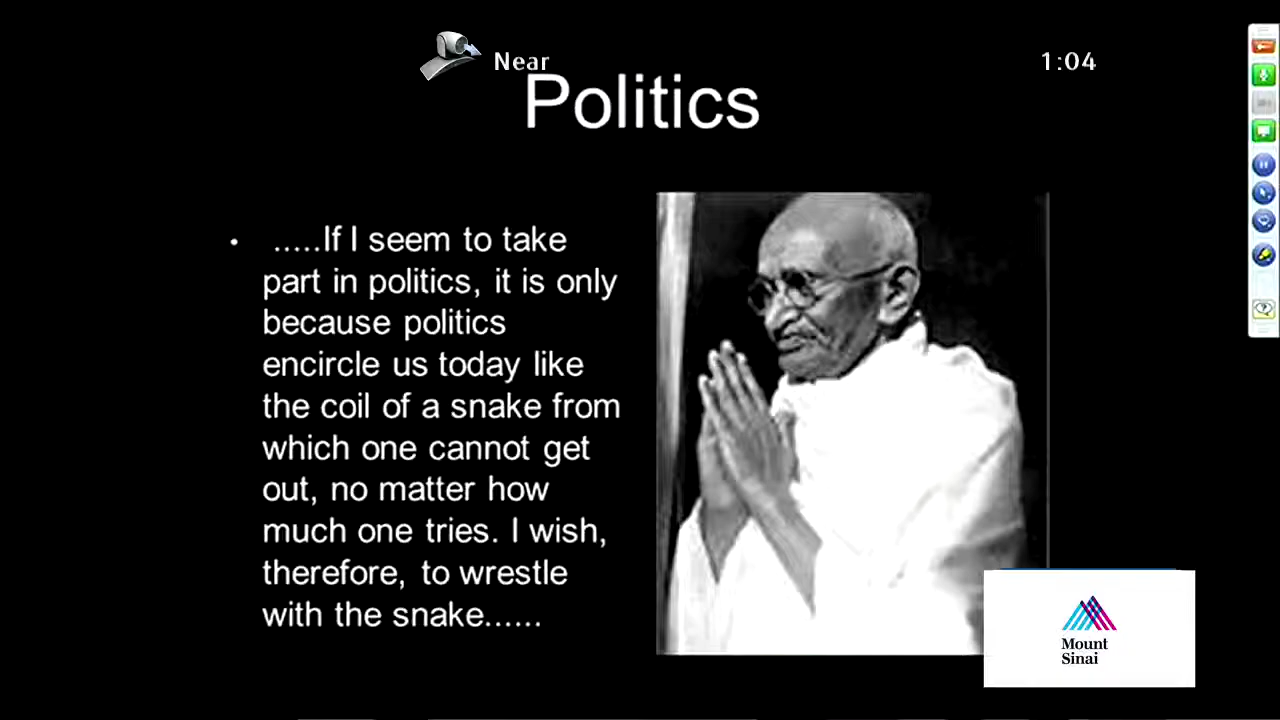 Near
1:04
Politics
• .....If I seem to take
part in politics, it is only
because politics
encircle us today like
the coil of a snake from
which one cannot get
out, no matter how
much one tries. I wish,
therefore, to wrestle
with the snake......
Mount
Sinai